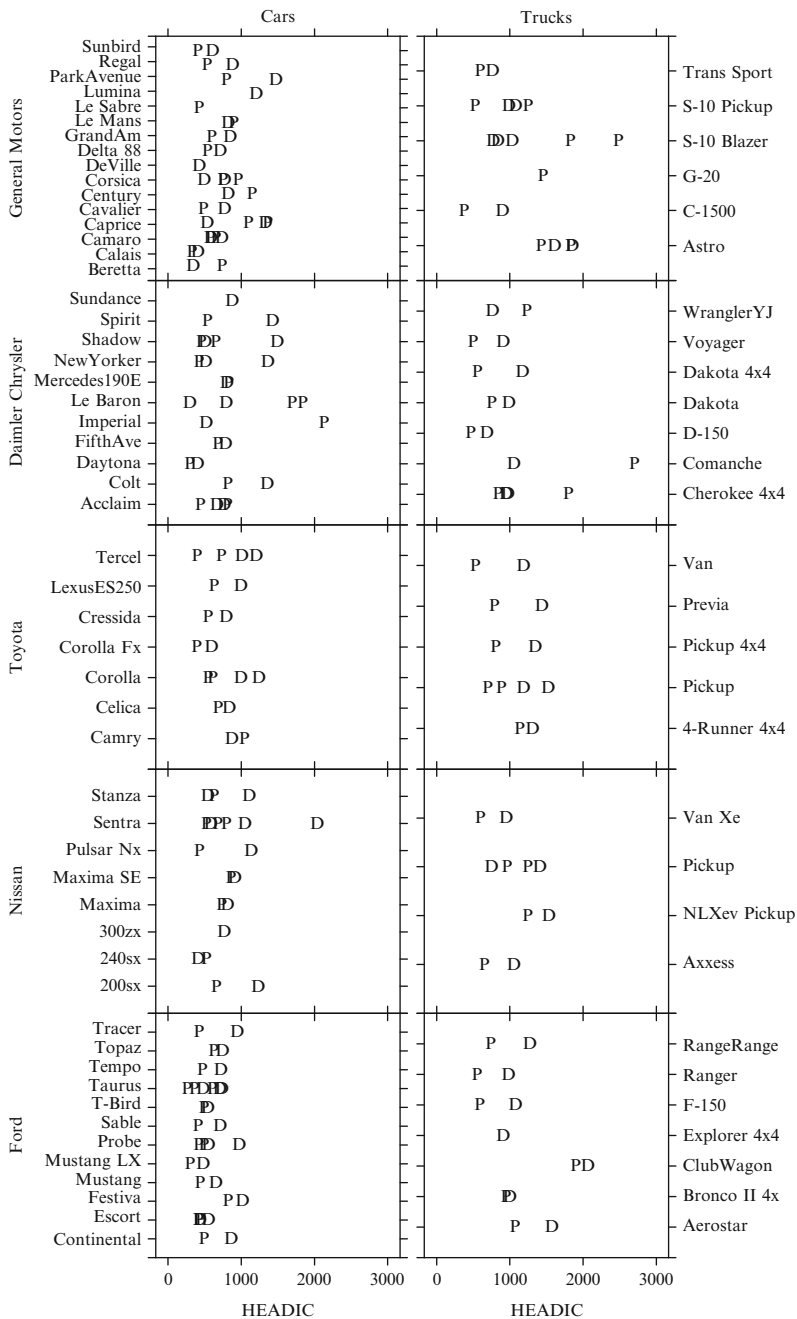 Cars Trucks
General Motors
Sunbird P D
Regal P D
ParkAvenue P D
Lumina D
Le Sabre P
Le Mans D P
GrandAm P D
Delta 88 P D
DeVille D
Corsica D P D P
Century D P
Cavalier P D
Caprice D P D P
Camaro
Calais P D
Beretta D P
P D Trans Sport
P D D P S-10 Pickup
D D D P D S-10 Blazer
P G-20
P D C-1500
P D Astro
Daimler Chrysler
Sundance D
Spirit P D
Shadow P D
NewYorker D D
Mercedes190E D P
Le Baron D D P P
Imperial D P
FifthAve P D
Daytona P D
Colt P D
Acclaim P D
D P WranglerYJ
P D Voyager
P D Dakota 4x4
P D Dakota
P D D-150
D P Comanche
P D P Cherokee 4x4
Toyota
Tercel P P D D
LexusES250 P D
Cressida P D
Corolla Fx P D
Corolla P P D D
Celica P D
Camry D P
P D Van
P D Previa
P D Pickup 4x4
P P D D Pickup
P D 4-Runner 4x4
Nissan
Stanza D P D
Sentra P D P P D D
Pulsar Nx P D
Maxima SE P D
Maxima P D
300zx D
240sx D P
200sx P D
P D Van Xe
D P P D Pickup
P D NLXev Pickup
P D Axxess
Ford
Tracer P D
Topaz P D
Tempo P D
Taurus P P D P D
T-Bird P D
Sable P D
Probe P P D D
Mustang LX P D
Mustang P D
Festiva P D
Escort D
Continental P D
P D RangeRange
P D Ranger
P D F-150
D Explorer 4x4
P D ClubWagon
P D Bronco II 4x
P D Aerostar
0 1000 2000 3000 0 1000 2000 3000
HEADIC HEADIC